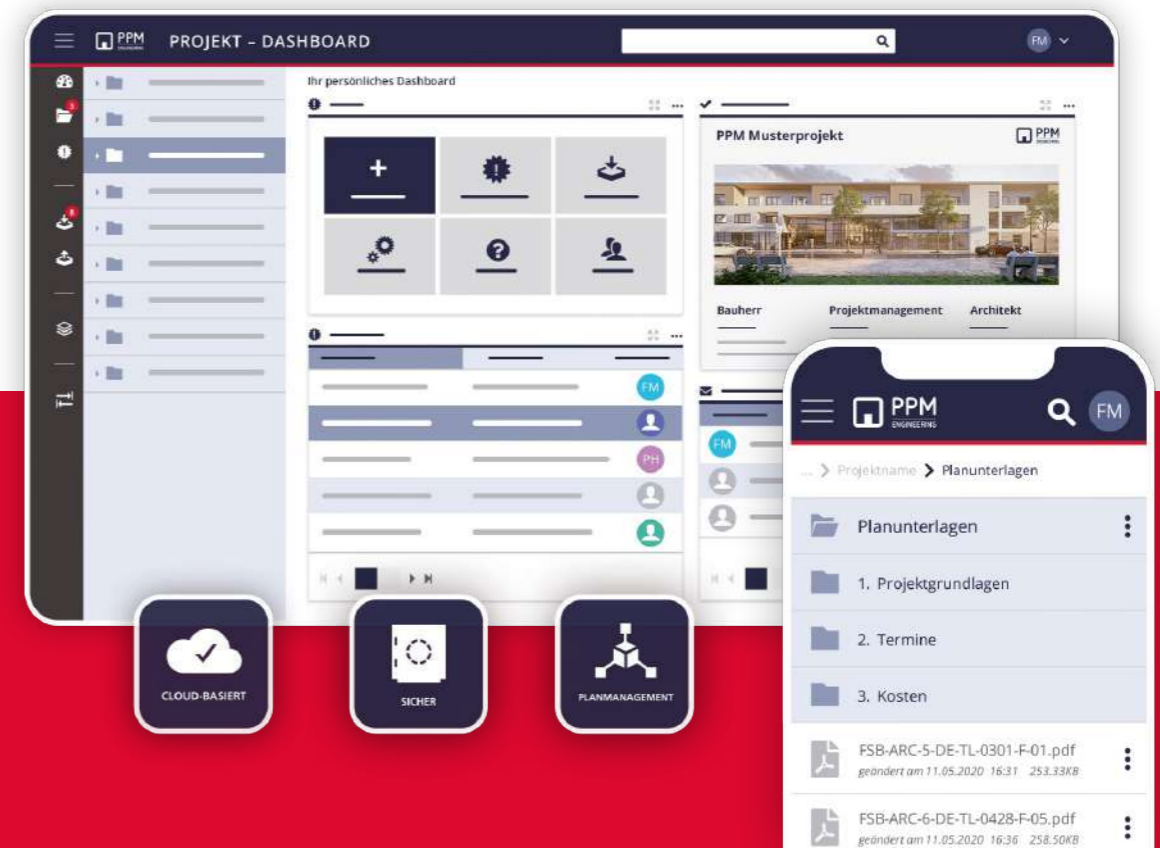 PPM
ENGINEERING
PROJEKT – DASHBOARD
FM
3
8
Ihr persönliches Dashboard
PPM Musterprojekt
PPM
Bauherr Projektmanagement Architekt
FM
PH
FM
CLOUD-BASIERT
SICHER
PLANMANAGEMENT
PPM
ENGINEERING
FM
... Projektname Planunterlagen
Planunterlagen
1. Projektgrundlagen
2. Termine
3. Kosten
FSB-ARC-5-DE-TL-0301-F-01.pdf
geändert am 11.05.2020 16:31 253.33KB
FSB-ARC-6-DE-TL-0428-F-05.pdf
geändert am 11.05.2020 16:36 258.50KB